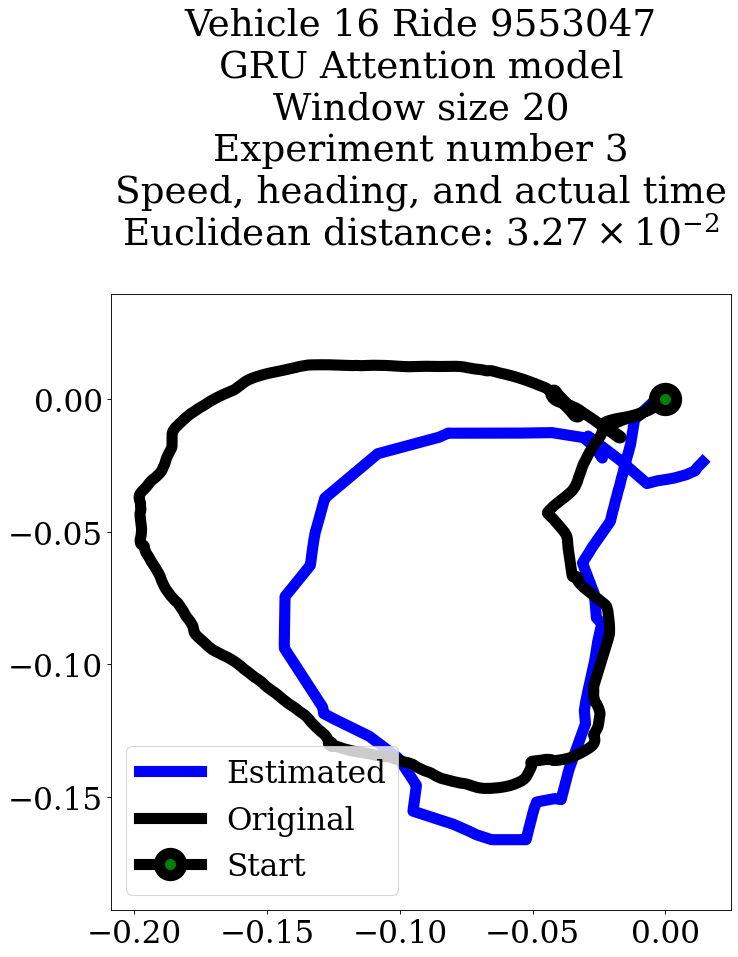 Vehicle 16 Ride 9553047
GRU Attention model
Window size 20
Experiment number 3
Speed, heading, and actual time
Euclidean distance: 3.27 × 10⁻²
0.00
−0.05
−0.10
−0.15
Estimated
Original
Start
−0.20 −0.15 −0.10 −0.05 0.00